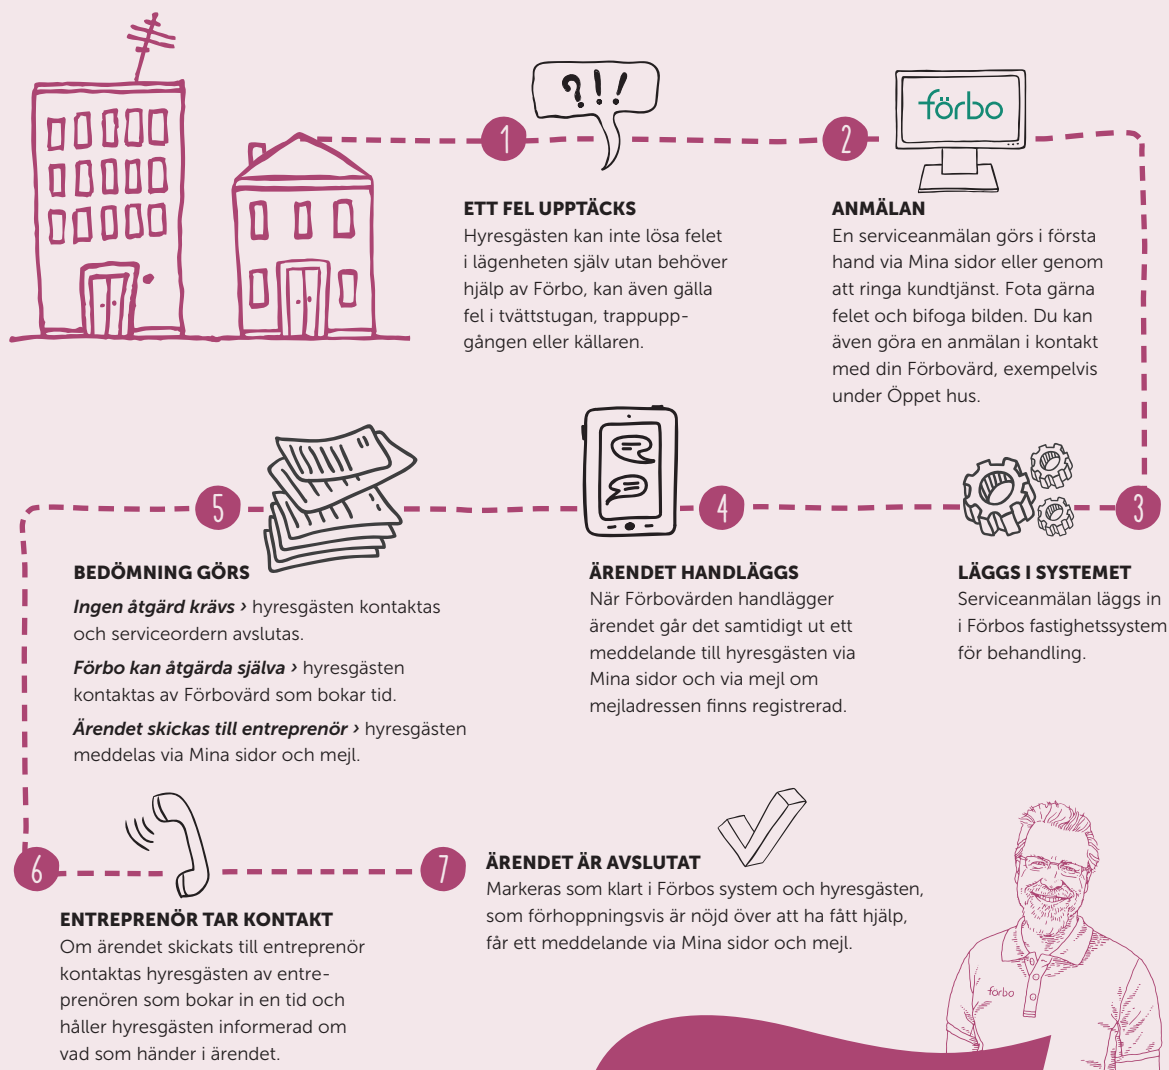 ?!!
förbo
1
2
ETT FEL UPPTÄCKS
Hyresgästen kan inte lösa felet
i lägenheten själv utan behöver
hjälp av Förbo, kan även gälla
fel i tvättstugan, trappupp-
gången eller källaren.
ANMÄLAN
En serviceanmälan görs i första
hand via Mina sidor eller genom
att ringa kundtjänst. Fota gärna
felet och bifoga bilden. Du kan
även göra en anmälan i kontakt
med din Förbovärd, exempelvis
under Öppet hus.
3
LÄGGS I SYSTEMET
Serviceanmälan läggs in
i Förbos fastighetssystem
för behandling.
4
ÄRENDET HANDLÄGGS
När Förbovärden handlägger
ärendet går det samtidigt ut ett
meddelande till hyresgästen via
Mina sidor och via mejl om
mejladressen finns registrerad.
5
BEDÖMNING GÖRS
Ingen åtgärd krävs › hyresgästen kontaktas
och serviceordern avslutas.
Förbo kan åtgärda själva › hyresgästen
kontaktas av Förbovärd som bokar tid.
Ärendet skickas till entreprenör › hyresgästen
meddelas via Mina sidor och mejl.
6
ENTREPRENÖR TAR KONTAKT
Om ärendet skickats till entreprenör
kontaktas hyresgästen av entre-
prenören som bokar in en tid och
håller hyresgästen informerad om
vad som händer i ärendet.
7
ÄRENDET ÄR AVSLUTAT
Markeras som klart i Förbos system och hyresgästen,
som förhoppningsvis är nöjd över att ha fått hjälp,
får ett meddelande via Mina sidor och mejl.
förbo